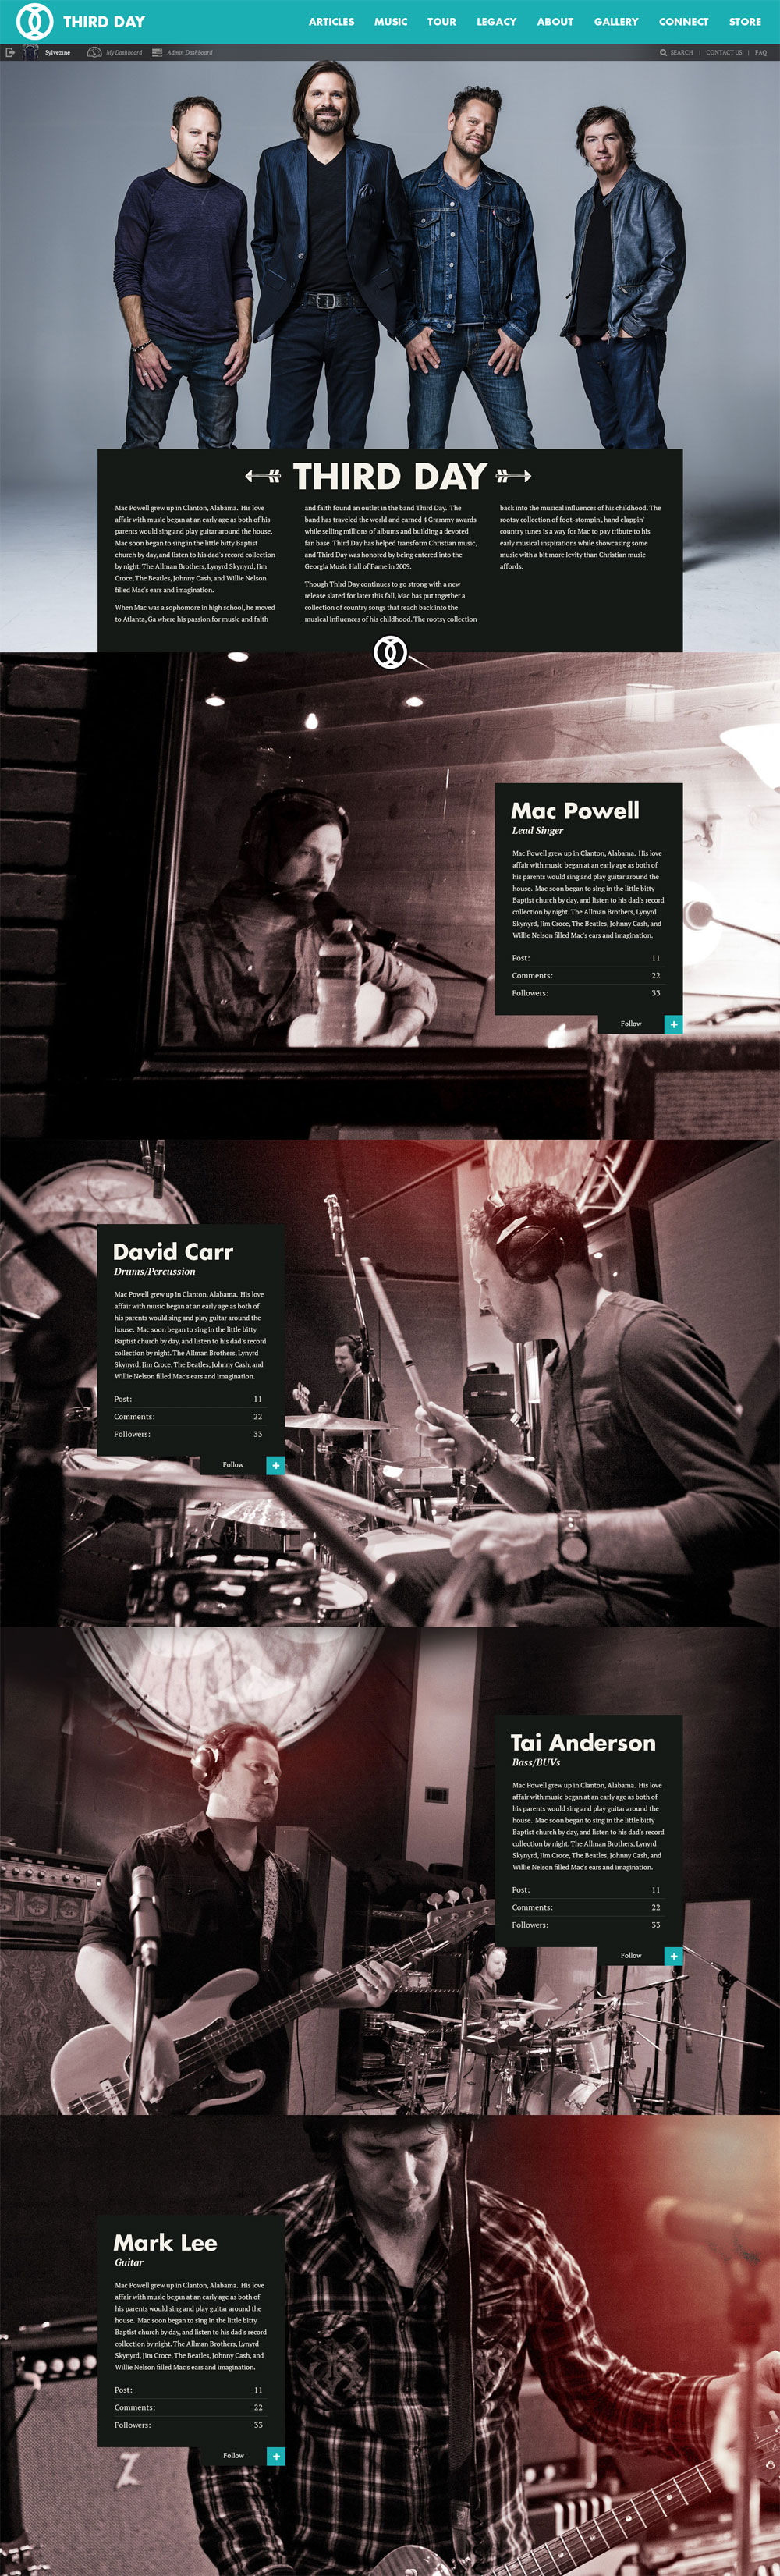 THIRD DAY
ARTICLES MUSIC TOUR LEGACY ABOUT GALLERY CONNECT STORE
Sylvezine My Dashboard Admin Dashboard
SEARCH | CONTACT US | FAQ
THIRD DAY
Mac Powell grew up in Clanton, Alabama. His love
affair with music began at an early age as both of his
parents would sing and play guitar around the house.
Mac soon began to sing in the little bitty Baptist
church by day, and listen to his dad's record collection
by night. The Allman Brothers, Lynyrd Skynyrd, Jim
Croce, The Beatles, Johnny Cash, and Willie Nelson
filled Mac's ears and imagination.
When Mac was a sophomore in high school, he moved
to Atlanta, Ga where his passion for music and faith
and faith found an outlet in the band Third Day. The
band has traveled the world and earned 4 Grammy awards
while selling millions of albums and building a devoted
fan base. Third Day has helped transform Christian music,
and Third Day was honored by being entered into the
Georgia Music Hall of Fame in 2009.
Though Third Day continues to go strong with a new
release slated for later this fall, Mac has put together a
collection of country songs that reach back into the
musical influences of his childhood. The rootsy collection
back into the musical influences of his childhood. The
rootsy collection of foot-stompin', hand clappin'
country tunes is a way for Mac to pay tribute to his
early musical inspirations while showcasing some
music with a bit more levity than Christian music
affords.
Mac Powell
Lead Singer
Mac Powell grew up in Clanton, Alabama. His love
affair with music began at an early age as both of
his parents would sing and play guitar around the
house. Mac soon began to sing in the little bitty
Baptist church by day, and listen to his dad's record
collection by night. The Allman Brothers, Lynyrd
Skynyrd, Jim Croce, The Beatles, Johnny Cash, and
Willie Nelson filled Mac's ears and imagination.
Post: 11
Comments: 22
Followers: 33
Follow +
David Carr
Drums/Percussion
Mac Powell grew up in Clanton, Alabama. His love
affair with music began at an early age as both of
his parents would sing and play guitar around the
house. Mac soon began to sing in the little bitty
Baptist church by day, and listen to his dad's record
collection by night. The Allman Brothers, Lynyrd
Skynyrd, Jim Croce, The Beatles, Johnny Cash, and
Willie Nelson filled Mac's ears and imagination.
Post: 11
Comments: 22
Followers: 33
Follow +
Tai Anderson
Bass/BUVs
Mac Powell grew up in Clanton, Alabama. His love
affair with music began at an early age as both of
his parents would sing and play guitar around the
house. Mac soon began to sing in the little bitty
Baptist church by day, and listen to his dad's record
collection by night. The Allman Brothers, Lynyrd
Skynyrd, Jim Croce, The Beatles, Johnny Cash, and
Willie Nelson filled Mac's ears and imagination.
Post: 11
Comments: 22
Followers: 33
Follow +
Mark Lee
Guitar
Mac Powell grew up in Clanton, Alabama. His love
affair with music began at an early age as both of
his parents would sing and play guitar around the
house. Mac soon began to sing in the little bitty
Baptist church by day, and listen to his dad's record
collection by night. The Allman Brothers, Lynyrd
Skynyrd, Jim Croce, The Beatles, Johnny Cash, and
Willie Nelson filled Mac's ears and imagination.
Post: 11
Comments: 22
Followers: 33
Follow +